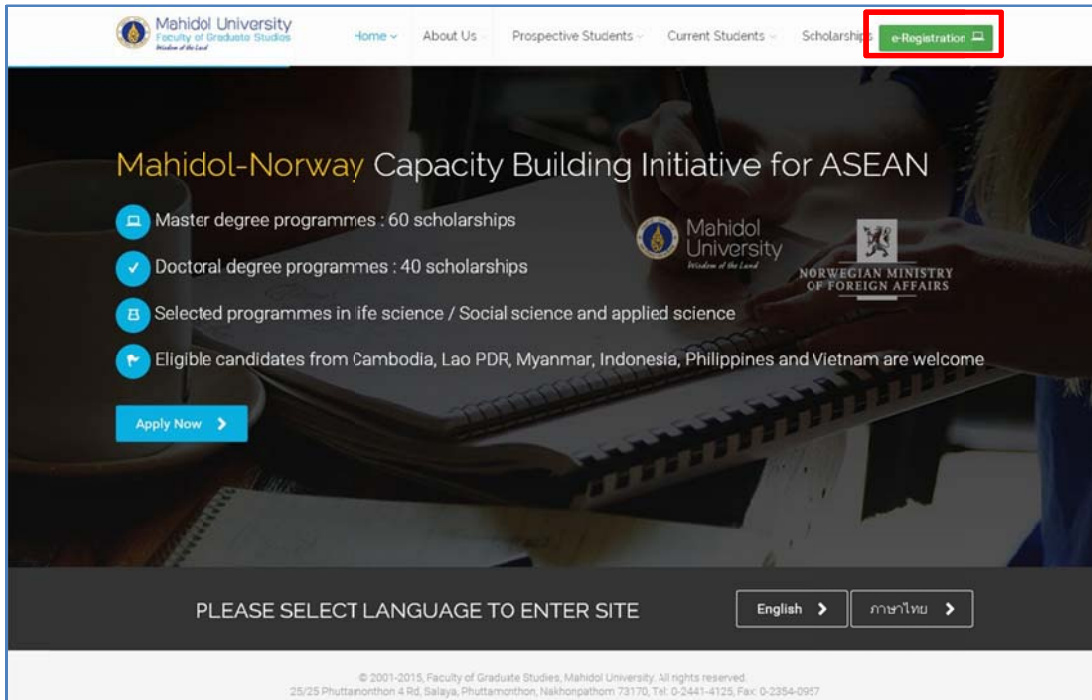 Mahidol University
Faculty of Graduate Studies
Wisdom of the Land
Home
About Us
Prospective Students
Current Students
Scholarships
e-Registration
Mahidol-Norway Capacity Building Initiative for ASEAN
Master degree programmes : 60 scholarships
Doctoral degree programmes : 40 scholarships
Mahidol
University
Wisdom of the Land
NORWEGIAN MINISTRY
OF FOREIGN AFFAIRS
Selected programmes in life science / Social science and applied science
Eligible candidates from Cambodia, Lao PDR, Myanmar, Indonesia, Philippines and Vietnam are welcome
Apply Now
PLEASE SELECT LANGUAGE TO ENTER SITE
English
ภาษาไทย
© 2001-2015, Faculty of Graduate Studies, Mahidol University. All rights reserved.
25/25 Phuttamonthon 4 Rd, Salaya, Phuttamonthon, Nakhonpathom 73170, Tel: 0-2441-4125, Fax: 0-2354-0957